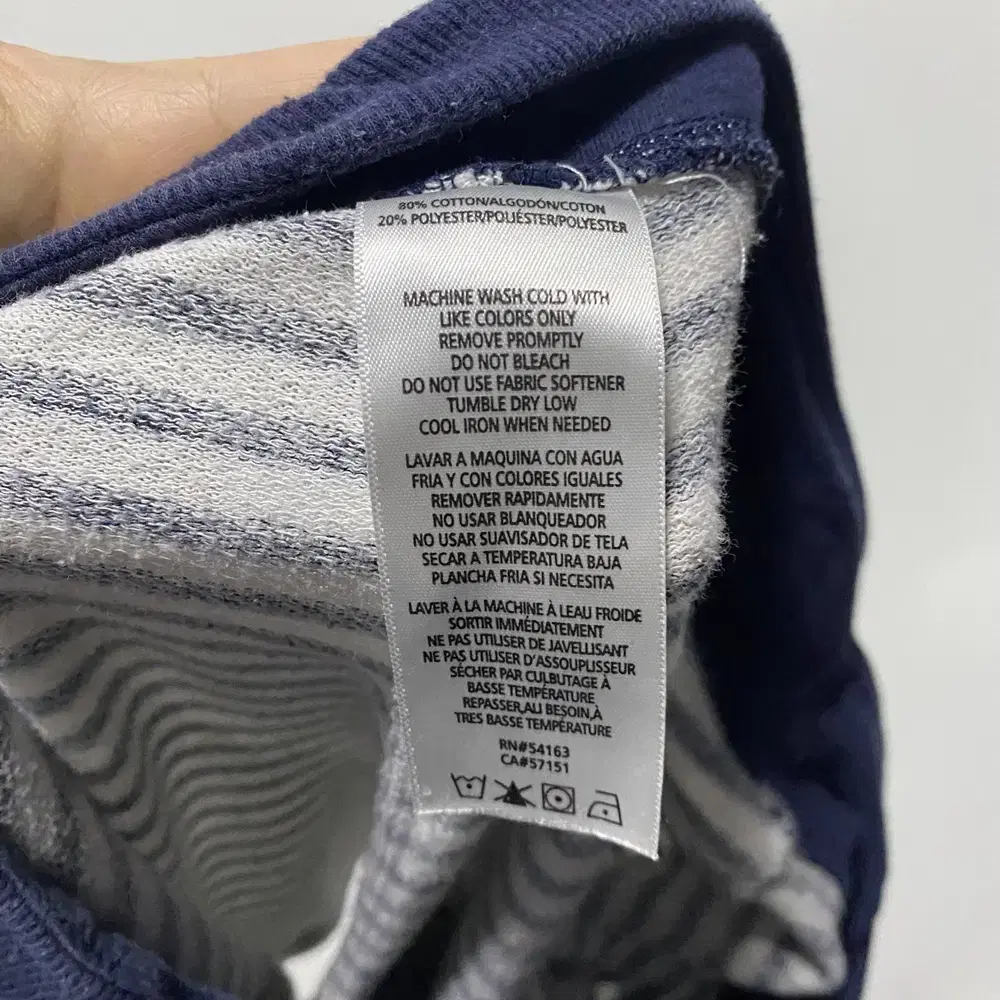 80% COTTON/ALGODÓN/COTON
20% POLYESTER/POLIÉSTER/POLYESTER
MACHINE WASH COLD WITH
LIKE COLORS ONLY
REMOVE PROMPTLY
DO NOT BLEACH
DO NOT USE FABRIC SOFTENER
TUMBLE DRY LOW
COOL IRON WHEN NEEDED
LAVAR A MAQUINA CON AGUA
FRIA Y CON COLORES IGUALES
REMOVER RAPIDAMENTE
NO USAR BLANQUEADOR
NO USAR SUAVISADOR DE TELA
SECAR A TEMPERATURA BAJA
PLANCHA FRIA SI NECESITA
LAVER À LA MACHINE À LEAU FROIDE
SORTIR IMMÉDIATEMENT
NE PAS UTILISER DE JAVELLISANT
NE PAS UTILISER D'ASSOUPLISSEUR
SÉCHER PAR CULBUTAGE À
BASSE TEMPÉRATURE
REPASSER,AU BESOIN,À
TRES BASSE TEMPÉRATURE
RN#54163
CA#57151